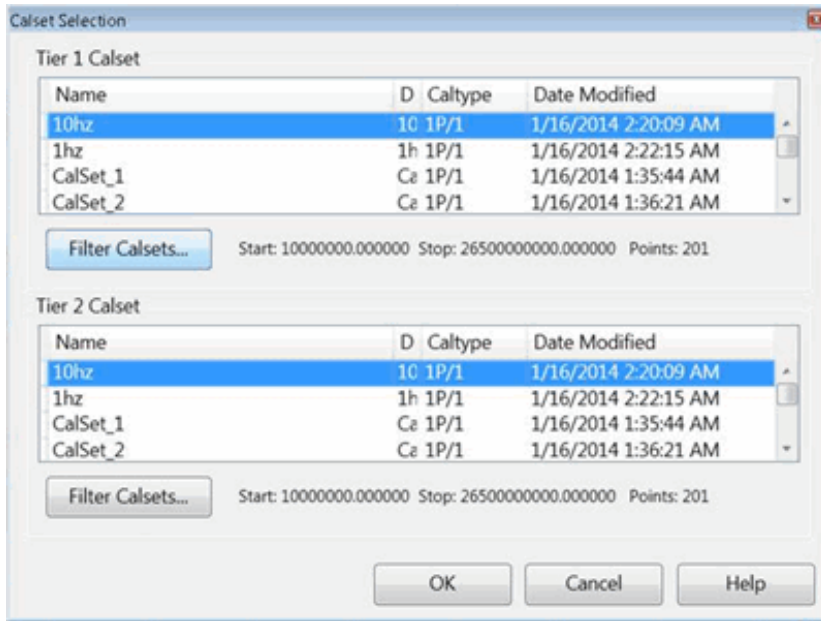 Calset Selection
Tier 1 Calset
Name D Caltype Date Modified
10hz 10 1P/1 1/16/2014 2:20:09 AM
1hz 1h 1P/1 1/16/2014 2:22:15 AM
CalSet_1 Ca 1P/1 1/16/2014 1:35:44 AM
CalSet_2 Ca 1P/1 1/16/2014 1:36:21 AM
Filter Calsets... Start: 10000000.000000 Stop: 26500000000.000000 Points: 201
Tier 2 Calset
Name D Caltype Date Modified
10hz 10 1P/1 1/16/2014 2:20:09 AM
1hz 1h 1P/1 1/16/2014 2:22:15 AM
CalSet_1 Ca 1P/1 1/16/2014 1:35:44 AM
CalSet_2 Ca 1P/1 1/16/2014 1:36:21 AM
Filter Calsets... Start: 10000000.000000 Stop: 26500000000.000000 Points: 201
OK Cancel Help